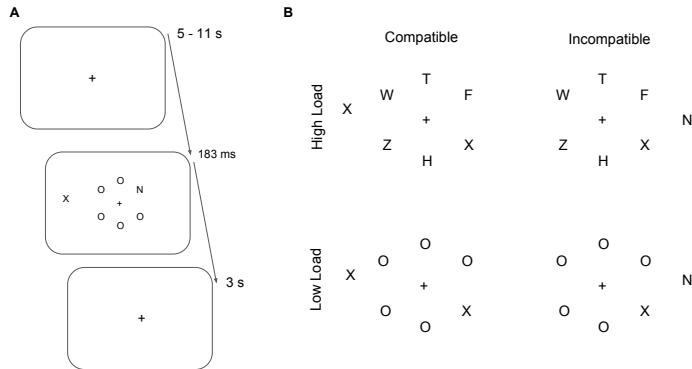 A
5 - 11 s
+
183 ms
O
O N
X
+
O O
O
3 s
+
B
Compatible Incompatible
High Load
T
W F
X
+
Z X
H
T
W F
+ N
Z X
H
Low Load
O
O O
X
+
O X
O
O
O O
+ N
O X
O